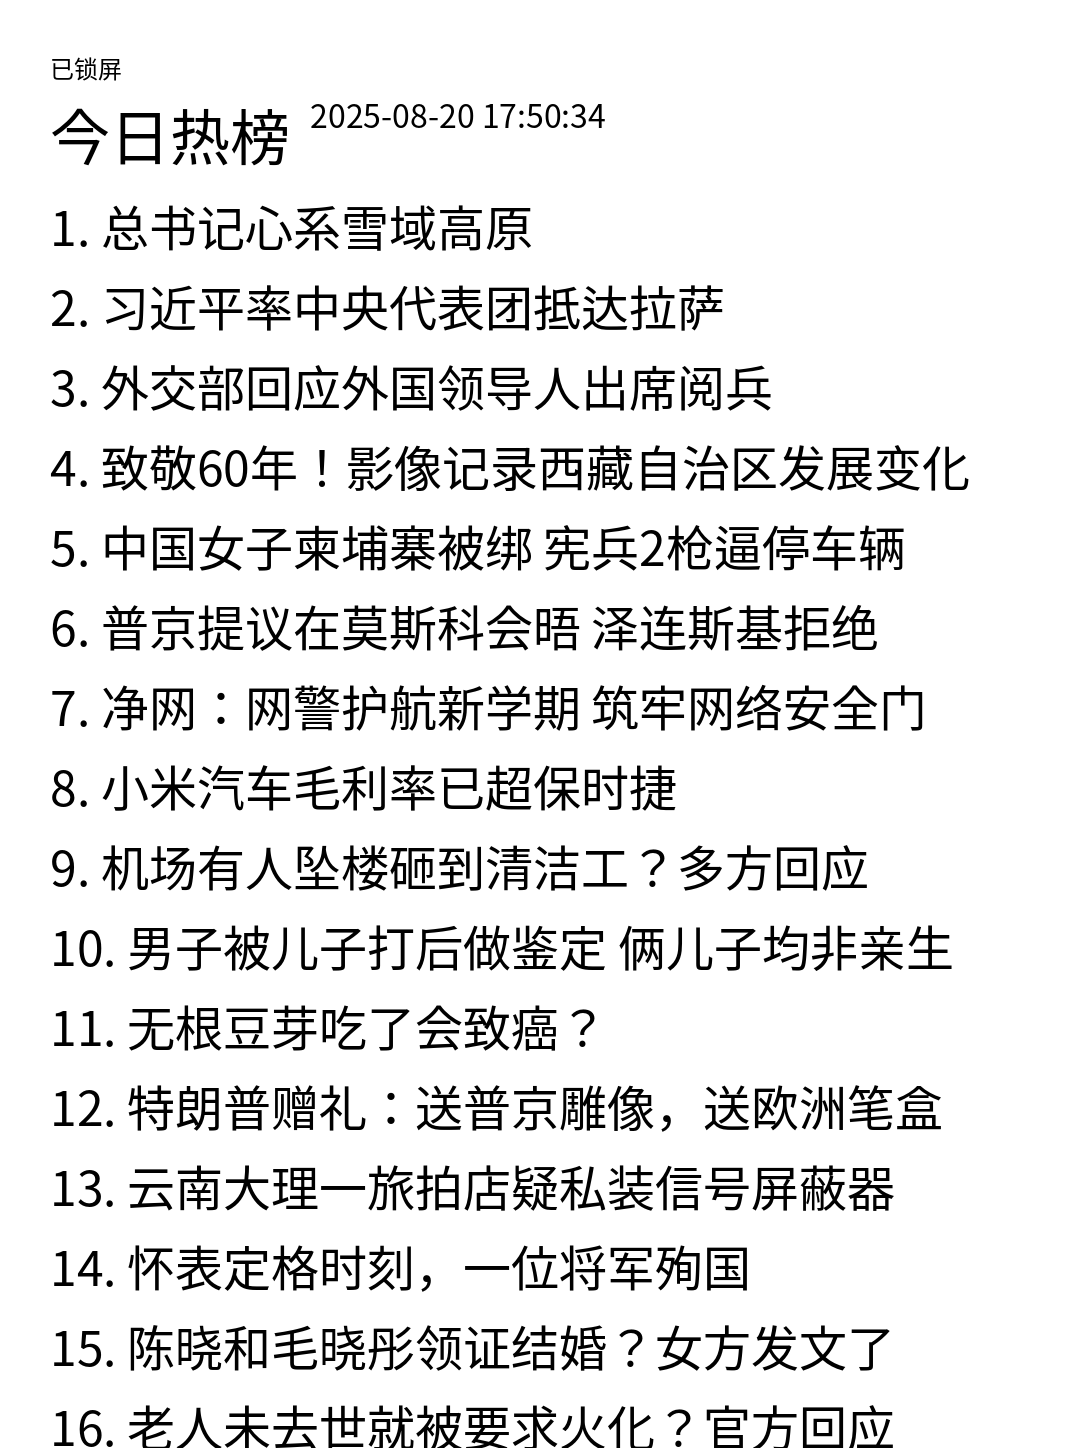 已锁屏
今日热榜 2025-08-20 17:50:34
1. 总书记心系雪域高原
2. 习近平率中央代表团抵达拉萨
3. 外交部回应外国领导人出席阅兵
4. 致敬60年！影像记录西藏自治区发展变化
5. 中国女子柬埔寨被绑 宪兵2枪逼停车辆
6. 普京提议在莫斯科会晤 泽连斯基拒绝
7. 净网：网警护航新学期 筑牢网络安全门
8. 小米汽车毛利率已超保时捷
9. 机场有人坠楼砸到清洁工？多方回应
10. 男子被儿子打后做鉴定 俩儿子均非亲生
11. 无根豆芽吃了会致癌？
12. 特朗普赠礼：送普京雕像，送欧洲笔盒
13. 云南大理一旅拍店疑私装信号屏蔽器
14. 怀表定格时刻，一位将军殉国
15. 陈晓和毛晓彤领证结婚？女方发文了
16. 老人未去世就被要求火化？官方回应